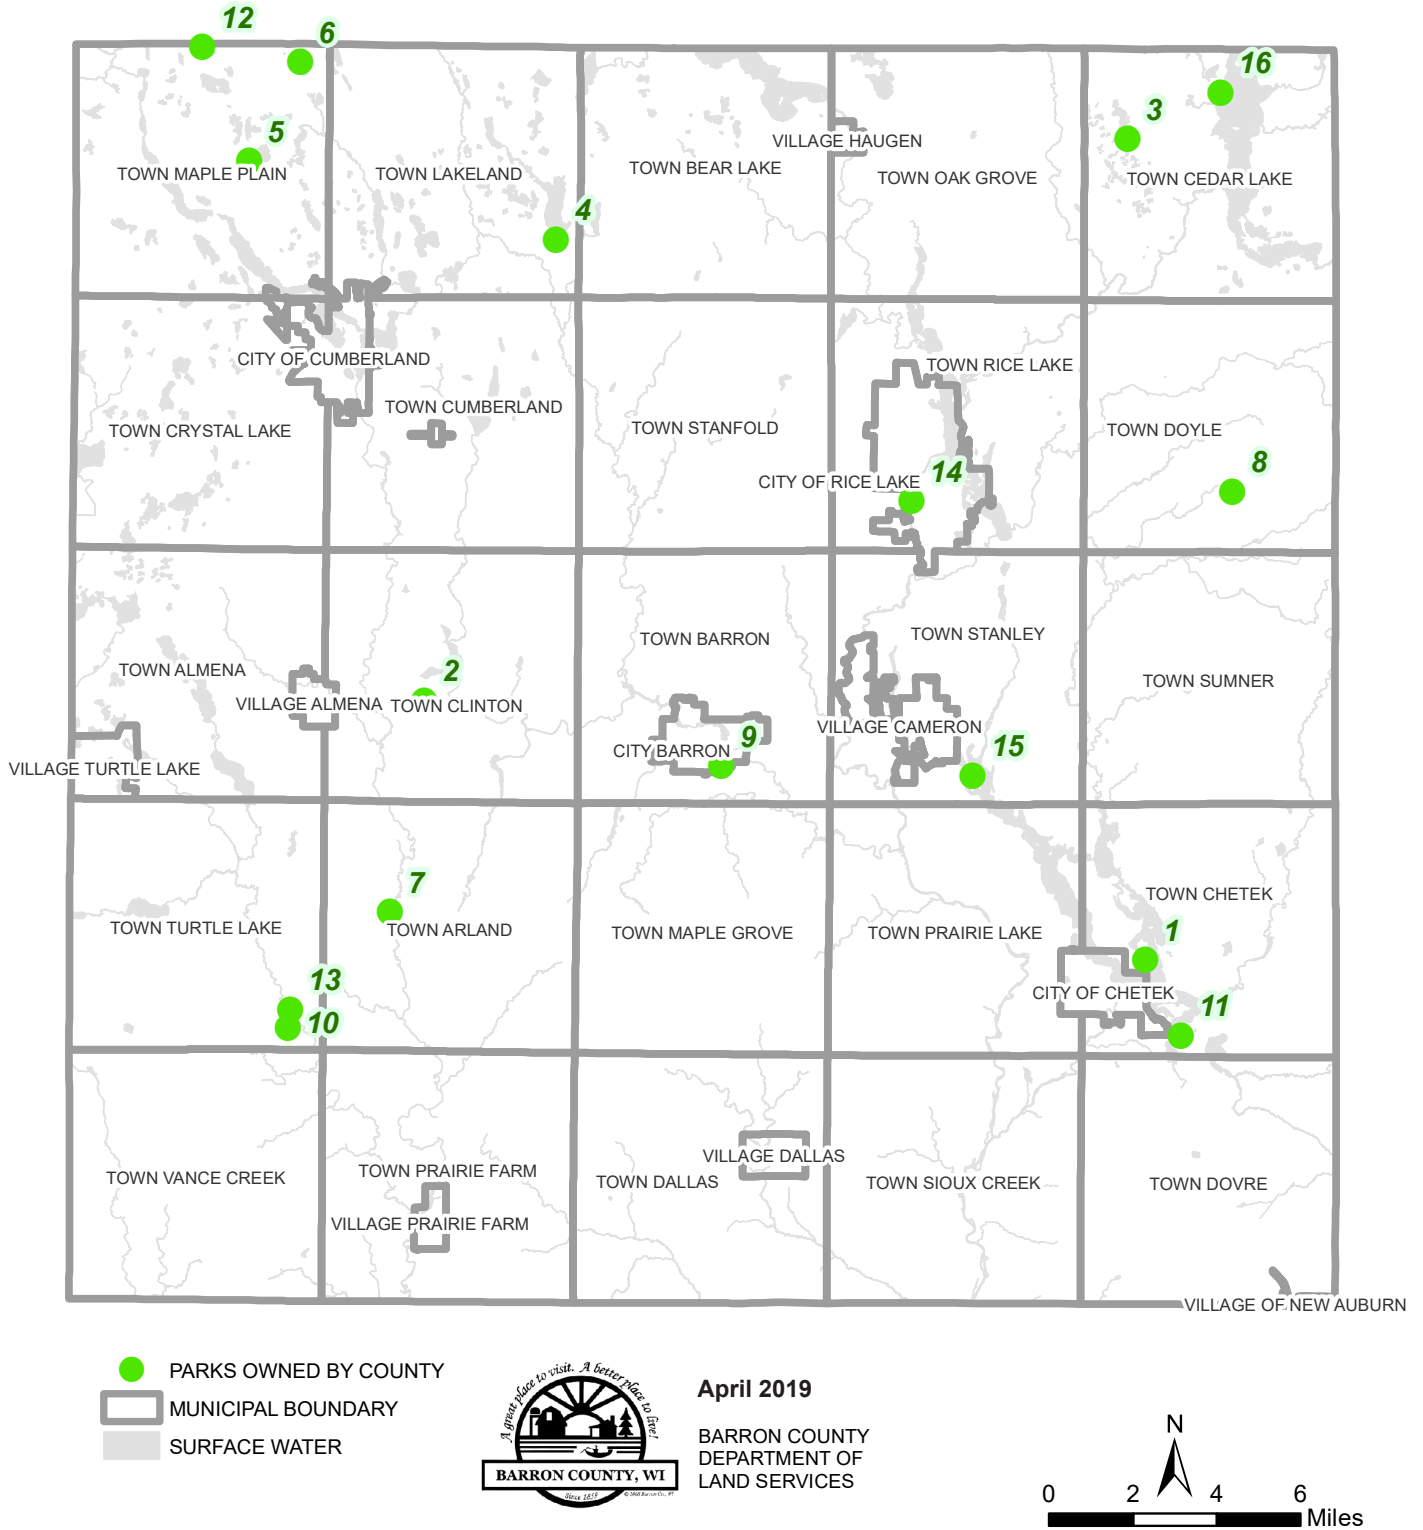 12
6
16
3
5
VILLAGE HAUGEN
TOWN MAPLE PLAIN
TOWN LAKELAND
TOWN BEAR LAKE
TOWN OAK GROVE
TOWN CEDAR LAKE
4
CITY OF CUMBERLAND
TOWN RICE LAKE
TOWN CUMBERLAND
TOWN CRYSTAL LAKE
TOWN STANFOLD
TOWN DOYLE
CITY OF RICE LAKE
14
8
TOWN BARRON
TOWN STANLEY
TOWN ALMENA
2
TOWN SUMNER
VILLAGE ALMENA
TOWN CLINTON
VILLAGE CAMERON
9
CITY BARRON
15
VILLAGE TURTLE LAKE
7
TOWN CHETEK
TOWN TURTLE LAKE
TOWN ARLAND
TOWN MAPLE GROVE
TOWN PRAIRIE LAKE
1
13
CITY OF CHETEK
10
11
VILLAGE DALLAS
TOWN VANCE CREEK
TOWN PRAIRIE FARM
TOWN DALLAS
TOWN SIOUX CREEK
TOWN DOVRE
VILLAGE PRAIRIE FARM
VILLAGE OF NEW AUBURN
PARKS OWNED BY COUNTY
MUNICIPAL BOUNDARY
SURFACE WATER
A great place to visit. A better place to live!
BARRON COUNTY, WI
Since 1859
April 2019
BARRON COUNTY
DEPARTMENT OF
LAND SERVICES
N
0 2 4 6
Miles